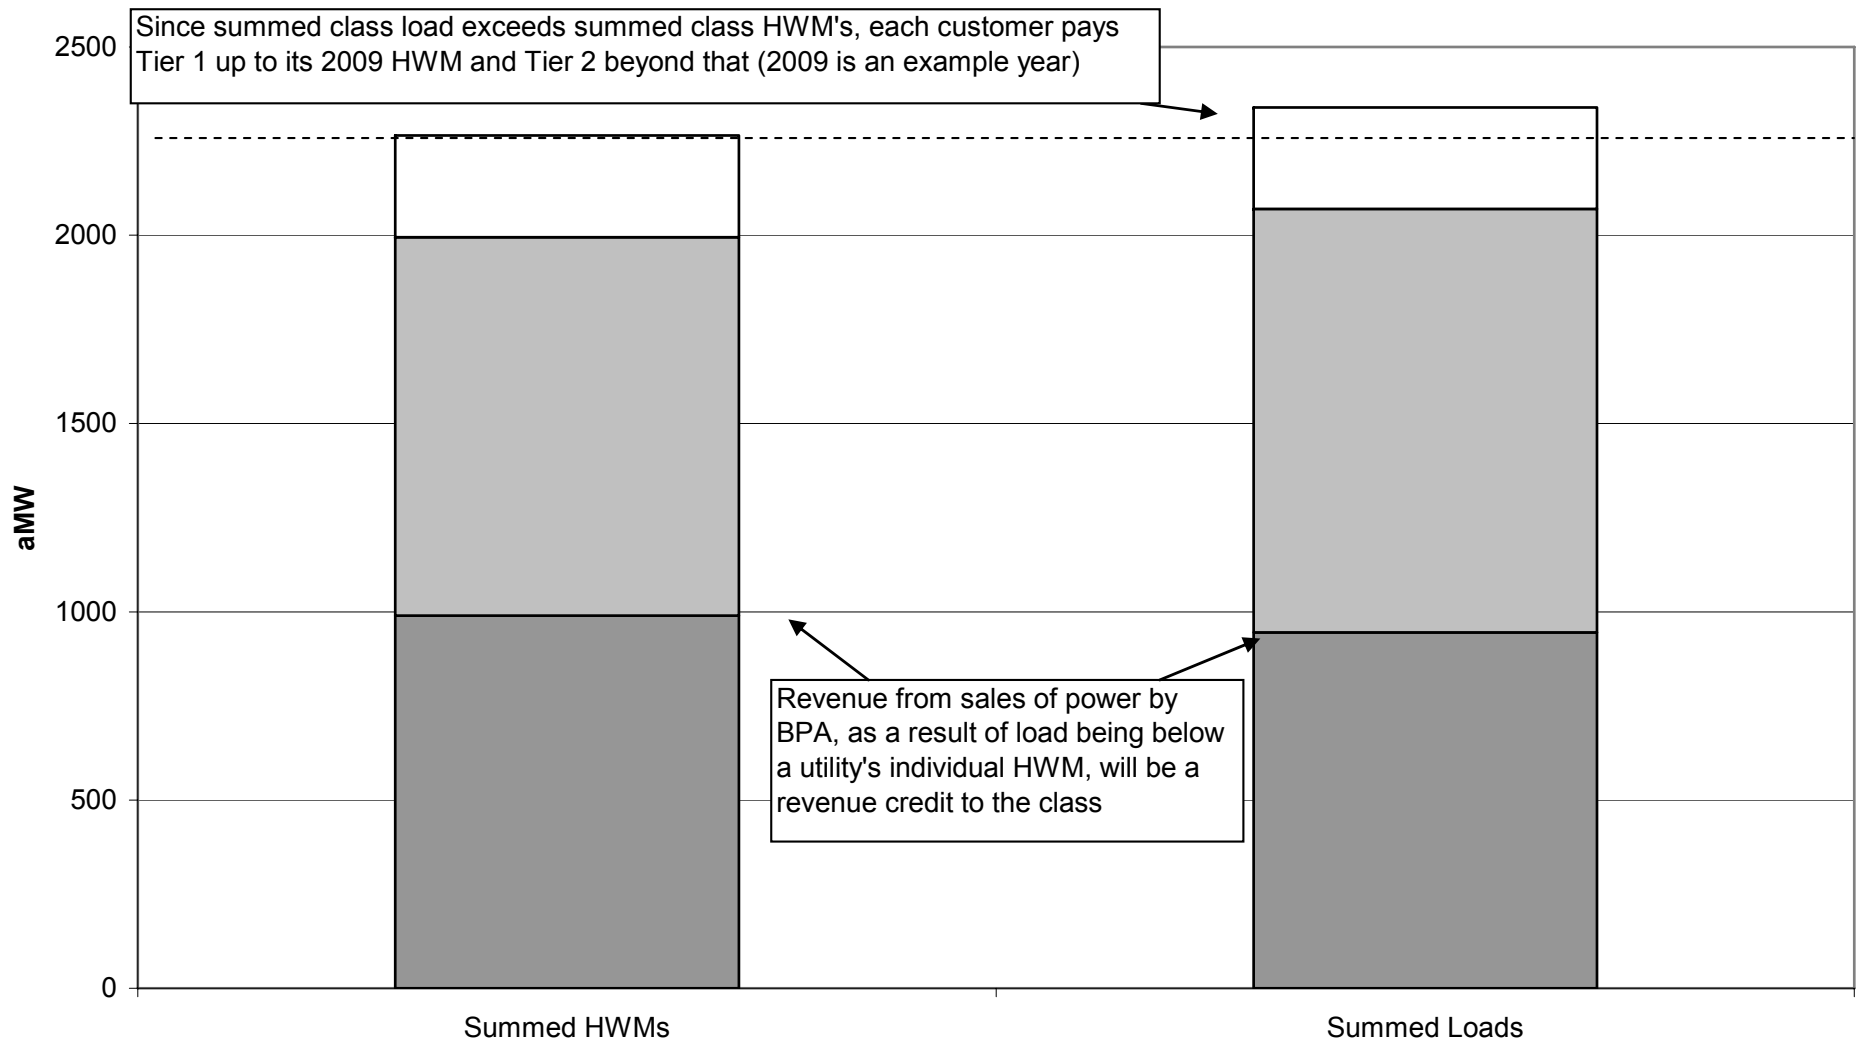 Since summed class load exceeds summed class HWM's, each customer pays
Tier 1 up to its 2009 HWM and Tier 2 beyond that (2009 is an example year)
2500
2000
1500
1000
500
0
aMW
Revenue from sales of power by
BPA, as a result of load being below
a utility's individual HWM, will be a
revenue credit to the class
Summed HWMs
Summed Loads